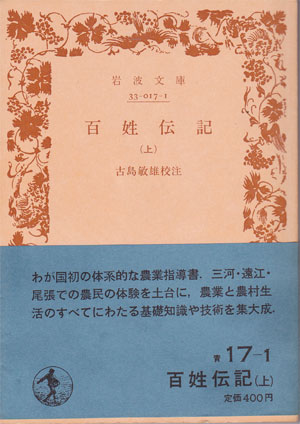 岩波文庫
33-017-1
百姓伝記
(上)
古島敏雄校注
わが国初の体系的な農業指導書．三河・遠江・
尾張での農民の体験を土台に，農業と農村生
活のすべてにわたる基礎知識や技術を集大成．
青 17-1
百姓伝記(上)
定価400円